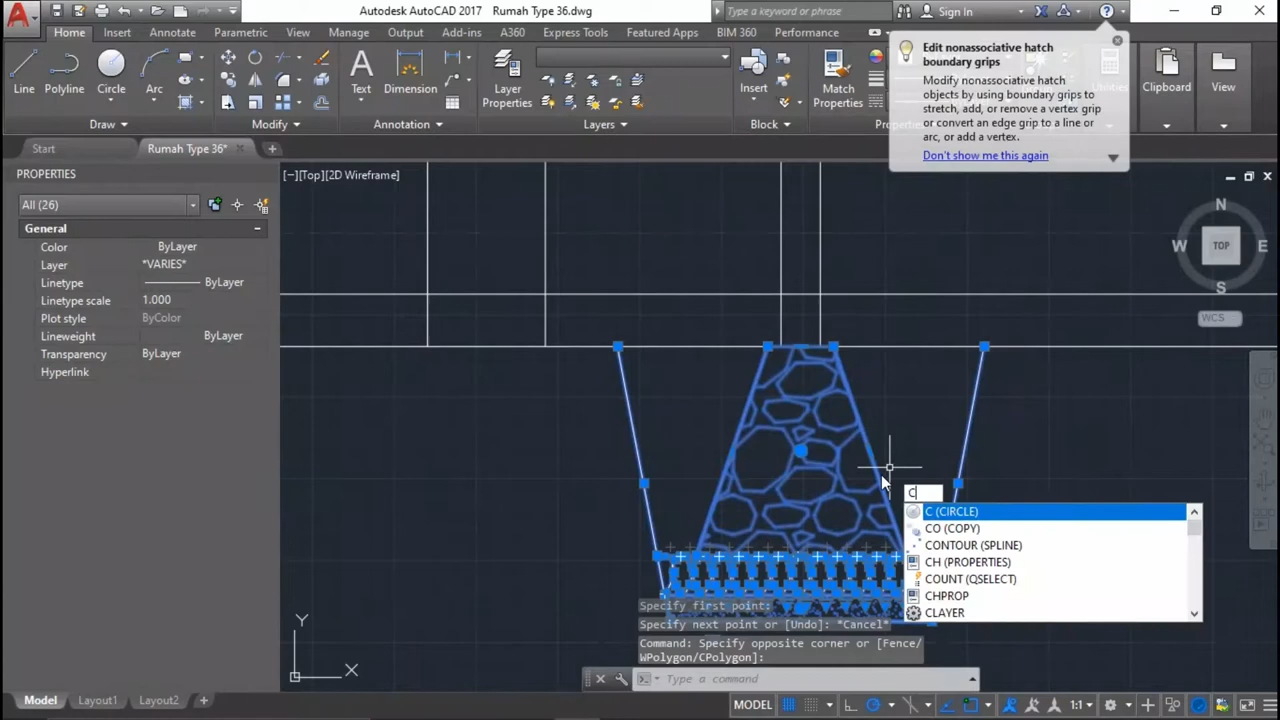 Autodesk AutoCAD 2017 Rumah Type 36.dwg
Type a keyword or phrase
Sign In
Home Insert Annotate Parametric View Manage Output Add-ins A360 Express Tools Featured Apps BIM 360 Performance
Line Polyline Circle Arc
Text Dimension
Layer
Properties
Insert
Match
Properties
Utilities
Clipboard
View
Draw
Modify
Annotation
Layers
Block
Edit nonassociative hatch
boundary grips
Modify nonassociative hatch
objects by using boundary grips to
stretch, add, or remove a vertex grip
or convert an edge grip to a line or
arc, or add a vertex.
Don't show me this again
Start
Rumah Type 36*
PROPERTIES
All (26)
General
Color ByLayer
Layer *VARIES*
Linetype ByLayer
Linetype scale 1.000
Plot style ByColor
Lineweight ByLayer
Transparency ByLayer
Hyperlink
[−][Top][2D Wireframe]
N
W TOP E
S
WCS
C
C (CIRCLE)
CO (COPY)
CONTOUR (SPLINE)
CH (PROPERTIES)
COUNT (QSELECT)
CHPROP
CLAYER
Specify first point:
Specify next point or [Undo]: *Cancel*
Command: Specify opposite corner or [Fence/
WPolygon/CPolygon]:
Type a command
Y
X
Model Layout1 Layout2 +
MODEL
1:1